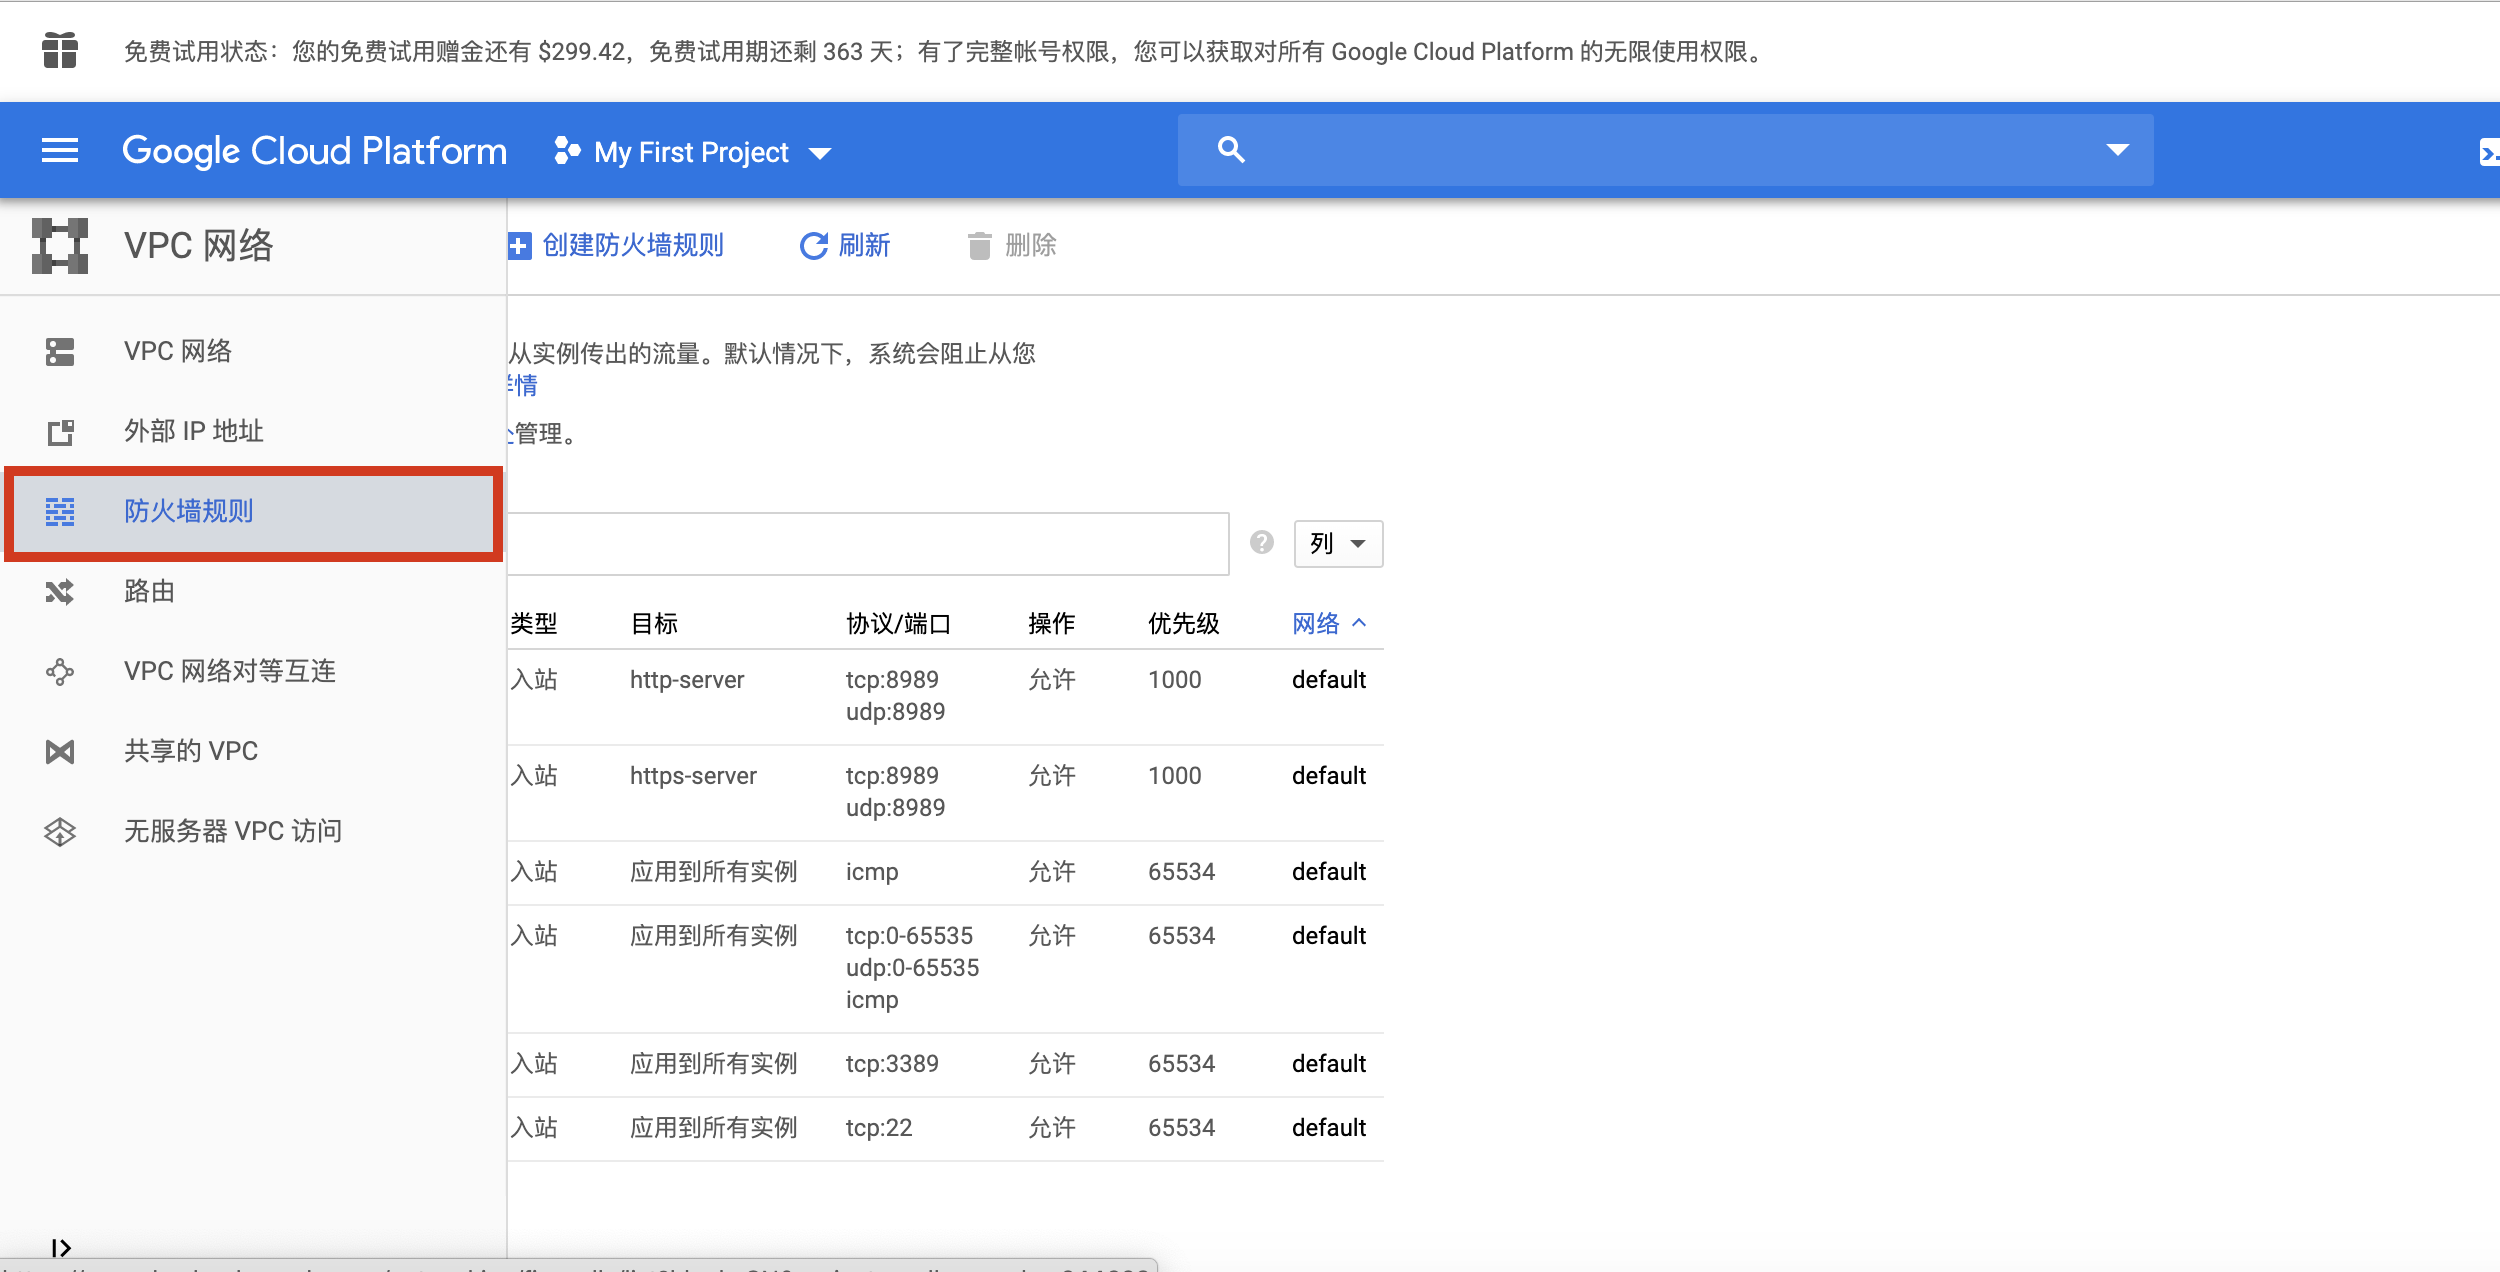 免费试用状态：您的免费试用赠金还有 $299.42，免费试用期还剩 363 天；有了完整帐号权限，您可以获取对所有 Google Cloud Platform 的无限使用权限。
Google Cloud Platform
My First Project
VPC 网络
创建防火墙规则
刷新
删除
VPC 网络
外部 IP 地址
防火墙规则
路由
VPC 网络对等互连
共享的 VPC
无服务器 VPC 访问
从实例传出的流量。默认情况下，系统会阻止从您
情
管理。
列
类型 目标 协议/端口 操作 优先级 网络
入站 http-server tcp:8989 允许 1000 default
udp:8989
入站 https-server tcp:8989 允许 1000 default
udp:8989
入站 应用到所有实例 icmp 允许 65534 default
入站 应用到所有实例 tcp:0-65535 允许 65534 default
udp:0-65535
icmp
入站 应用到所有实例 tcp:3389 允许 65534 default
入站 应用到所有实例 tcp:22 允许 65534 default